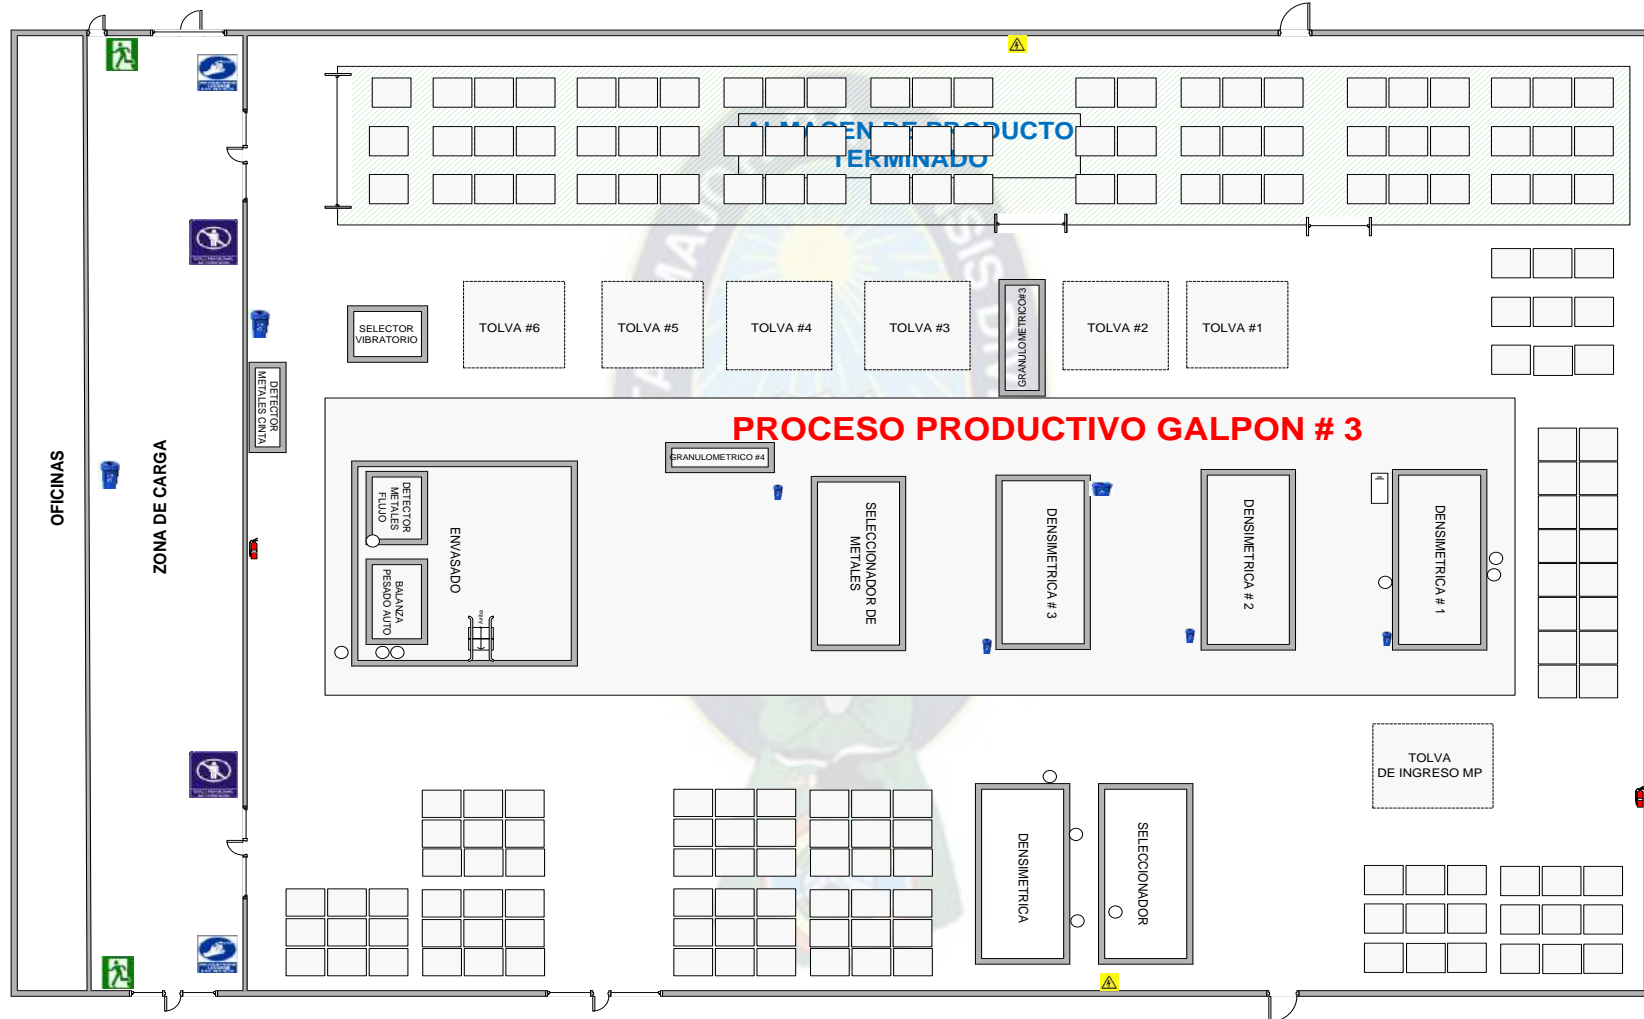 ALMACEN DE PRODUCTO
TERMINADO
SELECTOR
VIBRATORIO
TOLVA #6
TOLVA #5
TOLVA #4
TOLVA #3
GRANULOMETRICO#3
TOLVA #2
TOLVA #1
DETECTOR
METALES CINTA
PROCESO PRODUCTIVO GALPON # 3
GRANULOMETRICO #4
OFICINAS
ZONA DE CARGA
DETECTOR
METALES
FLUJO
BALANZA
PESADO AUTO
ENVASADO
SELECCIONADOR DE
METALES
DENSIMETRICA # 3
DENSIMETRICA # 2
DENSIMETRICA # 1
TOLVA
DE INGRESO MP
DENSIMETRICA
SELECCIONADOR